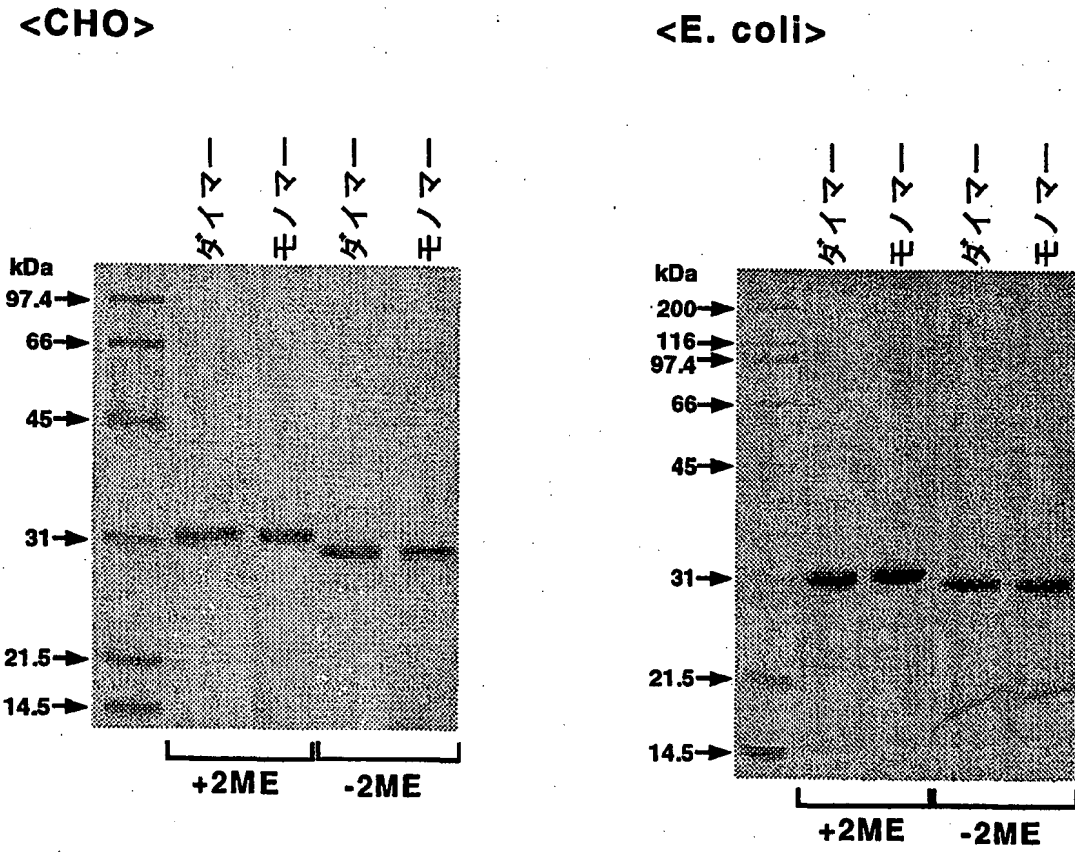 <CHO>
ダイマー
モノマー
ダイマー
モノマー
kDa
97.4
66
45
31
21.5
14.5
+2ME
-2ME
<E. coli>
ダイマー
モノマー
ダイマー
モノマー
kDa
200
116
97.4
66
45
31
21.5
14.5
+2ME
-2ME